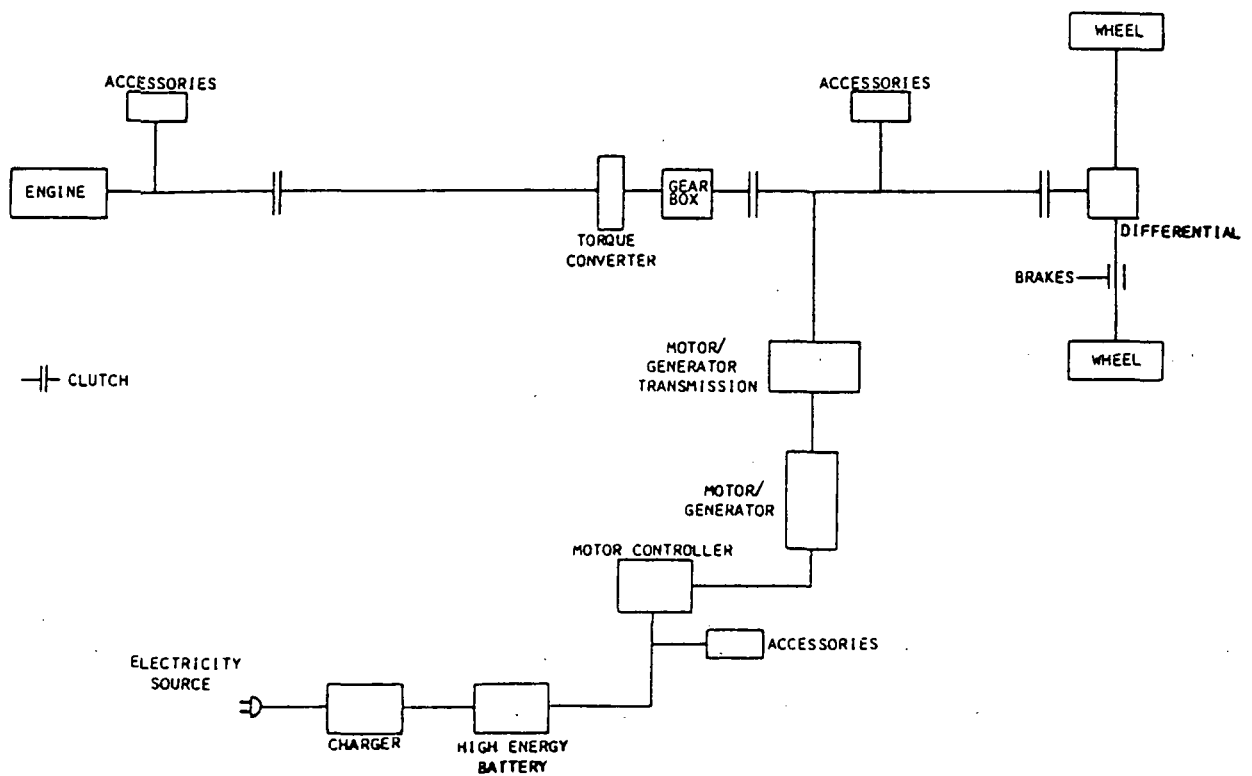 WHEEL
ACCESSORIES
ACCESSORIES
ENGINE
GEAR
BOX
TORQUE
CONVERTER
DIFFERENTIAL
BRAKES
WHEEL
MOTOR/
GENERATOR
TRANSMISSION
CLUTCH
MOTOR/
GENERATOR
MOTOR CONTROLLER
ACCESSORIES
ELECTRICITY
SOURCE
CHARGER
HIGH ENERGY
BATTERY